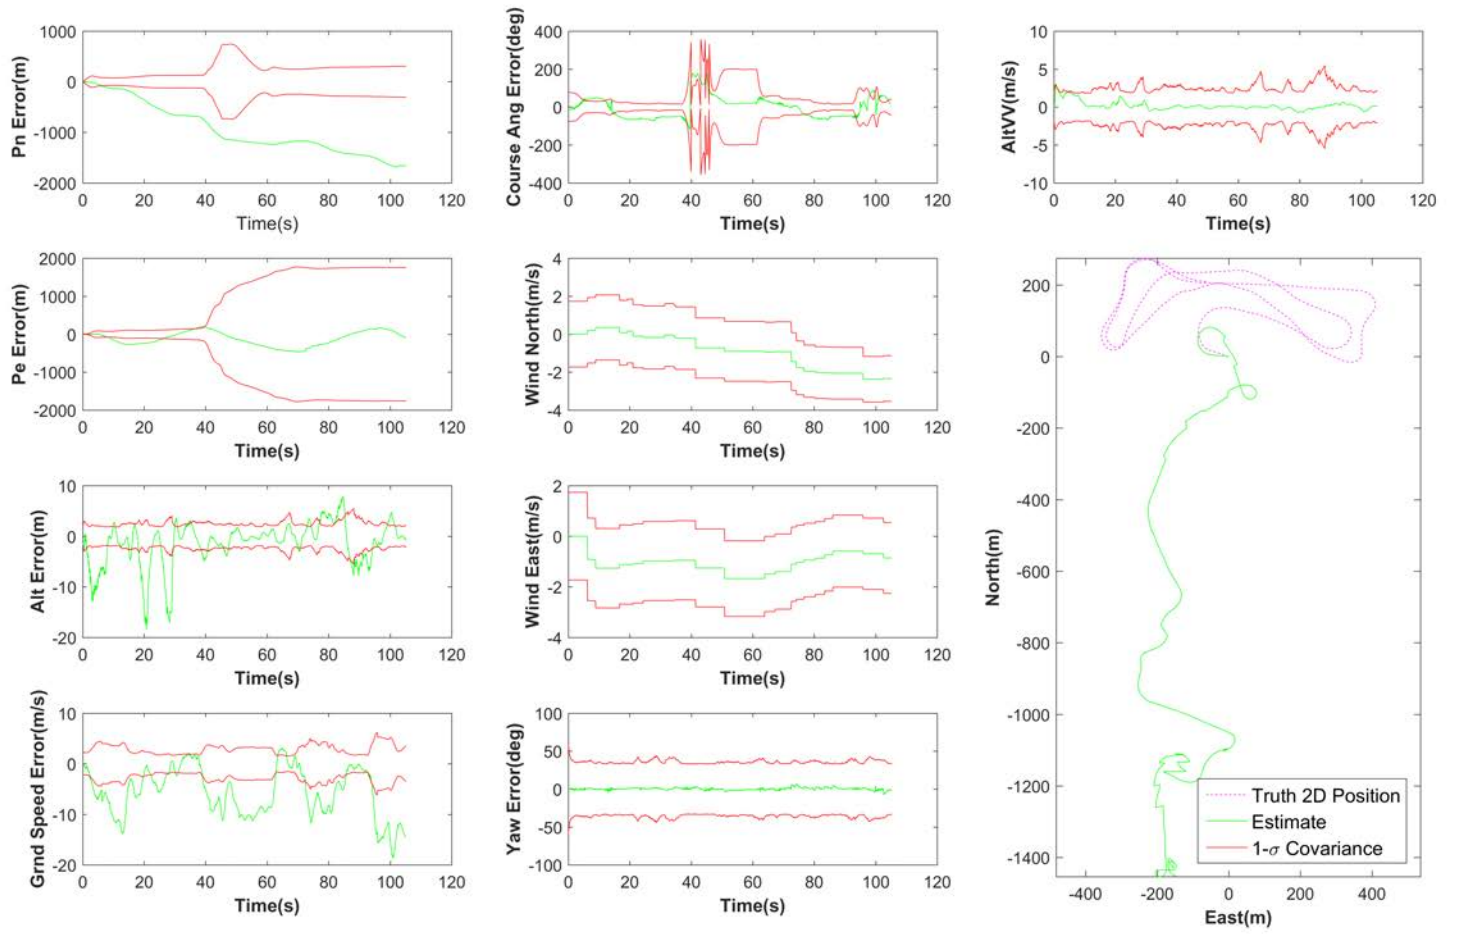 1000
0
-1000
-2000
Pn Error(m)
0 20 40 60 80 100 120
Time(s)
400
200
0
-200
-400
Course Ang Error(deg)
0 20 40 60 80 100 120
Time(s)
10
5
0
-5
-10
AltVV(m/s)
0 20 40 60 80 100 120
Time(s)
2000
1000
0
-1000
-2000
Pe Error(m)
0 20 40 60 80 100 120
Time(s)
4
2
0
-2
-4
Wind North(m/s)
0 20 40 60 80 100 120
Time(s)
10
0
-10
-20
Alt Error(m)
0 20 40 60 80 100 120
Time(s)
2
0
-2
-4
Wind East(m/s)
0 20 40 60 80 100 120
Time(s)
10
0
-10
-20
Grnd Speed Error(m/s)
0 20 40 60 80 100 120
Time(s)
100
50
0
-50
-100
Yaw Error(deg)
0 20 40 60 80 100 120
Time(s)
200
0
-200
-400
-600
-800
-1000
-1200
-1400
North(m)
Truth 2D Position
Estimate
1-σ Covariance
-400 -200 0 200 400
East(m)